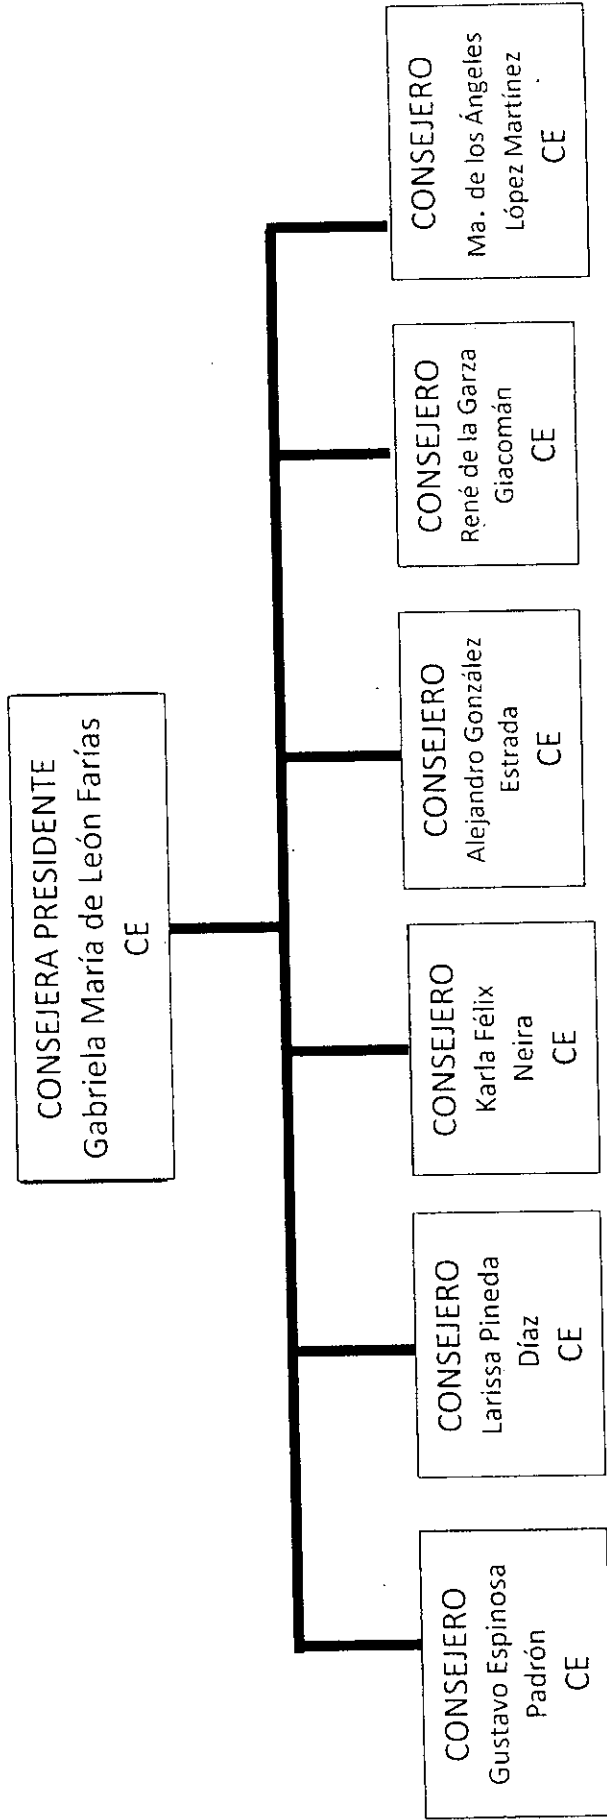 CONSEJERA PRESIDENTE
Gabriela María de León Farías
CE
CONSEJERO
Gustavo Espinosa
Padrón
CE
CONSEJERO
Larissa Pineda
Díaz
CE
CONSEJERO
Karla Félix
Neira
CE
CONSEJERO
Alejandro González
Estrada
CE
CONSEJERO
René de la Garza
Giacomán
CE
CONSEJERO
Ma. de los Ángeles
López Martínez
CE